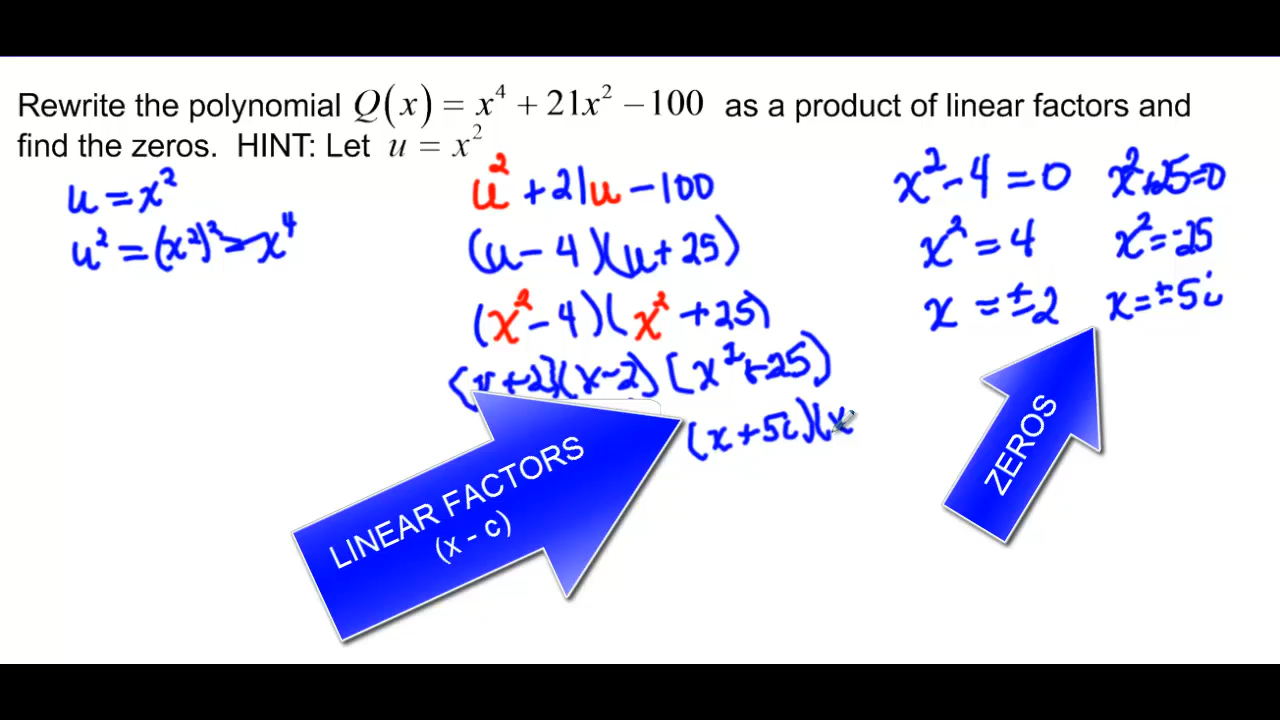 Rewrite the polynomial Q(x) = x⁴ + 21x² − 100 as a product of linear factors and
find the zeros. HINT: Let u = x²
u = x²
u² = (x²)² = x⁴
u² + 21u − 100
(u − 4)(u + 25)
(x² − 4)(x² + 25)
(x + 2)(x − 2)(x² + 25)
(x + 5i)(x
x² − 4 = 0
x² = 4
x = ± 2
x² + 25 = 0
x² = −25
x = ± 5i
LINEAR FACTORS
(x - c)
ZEROS